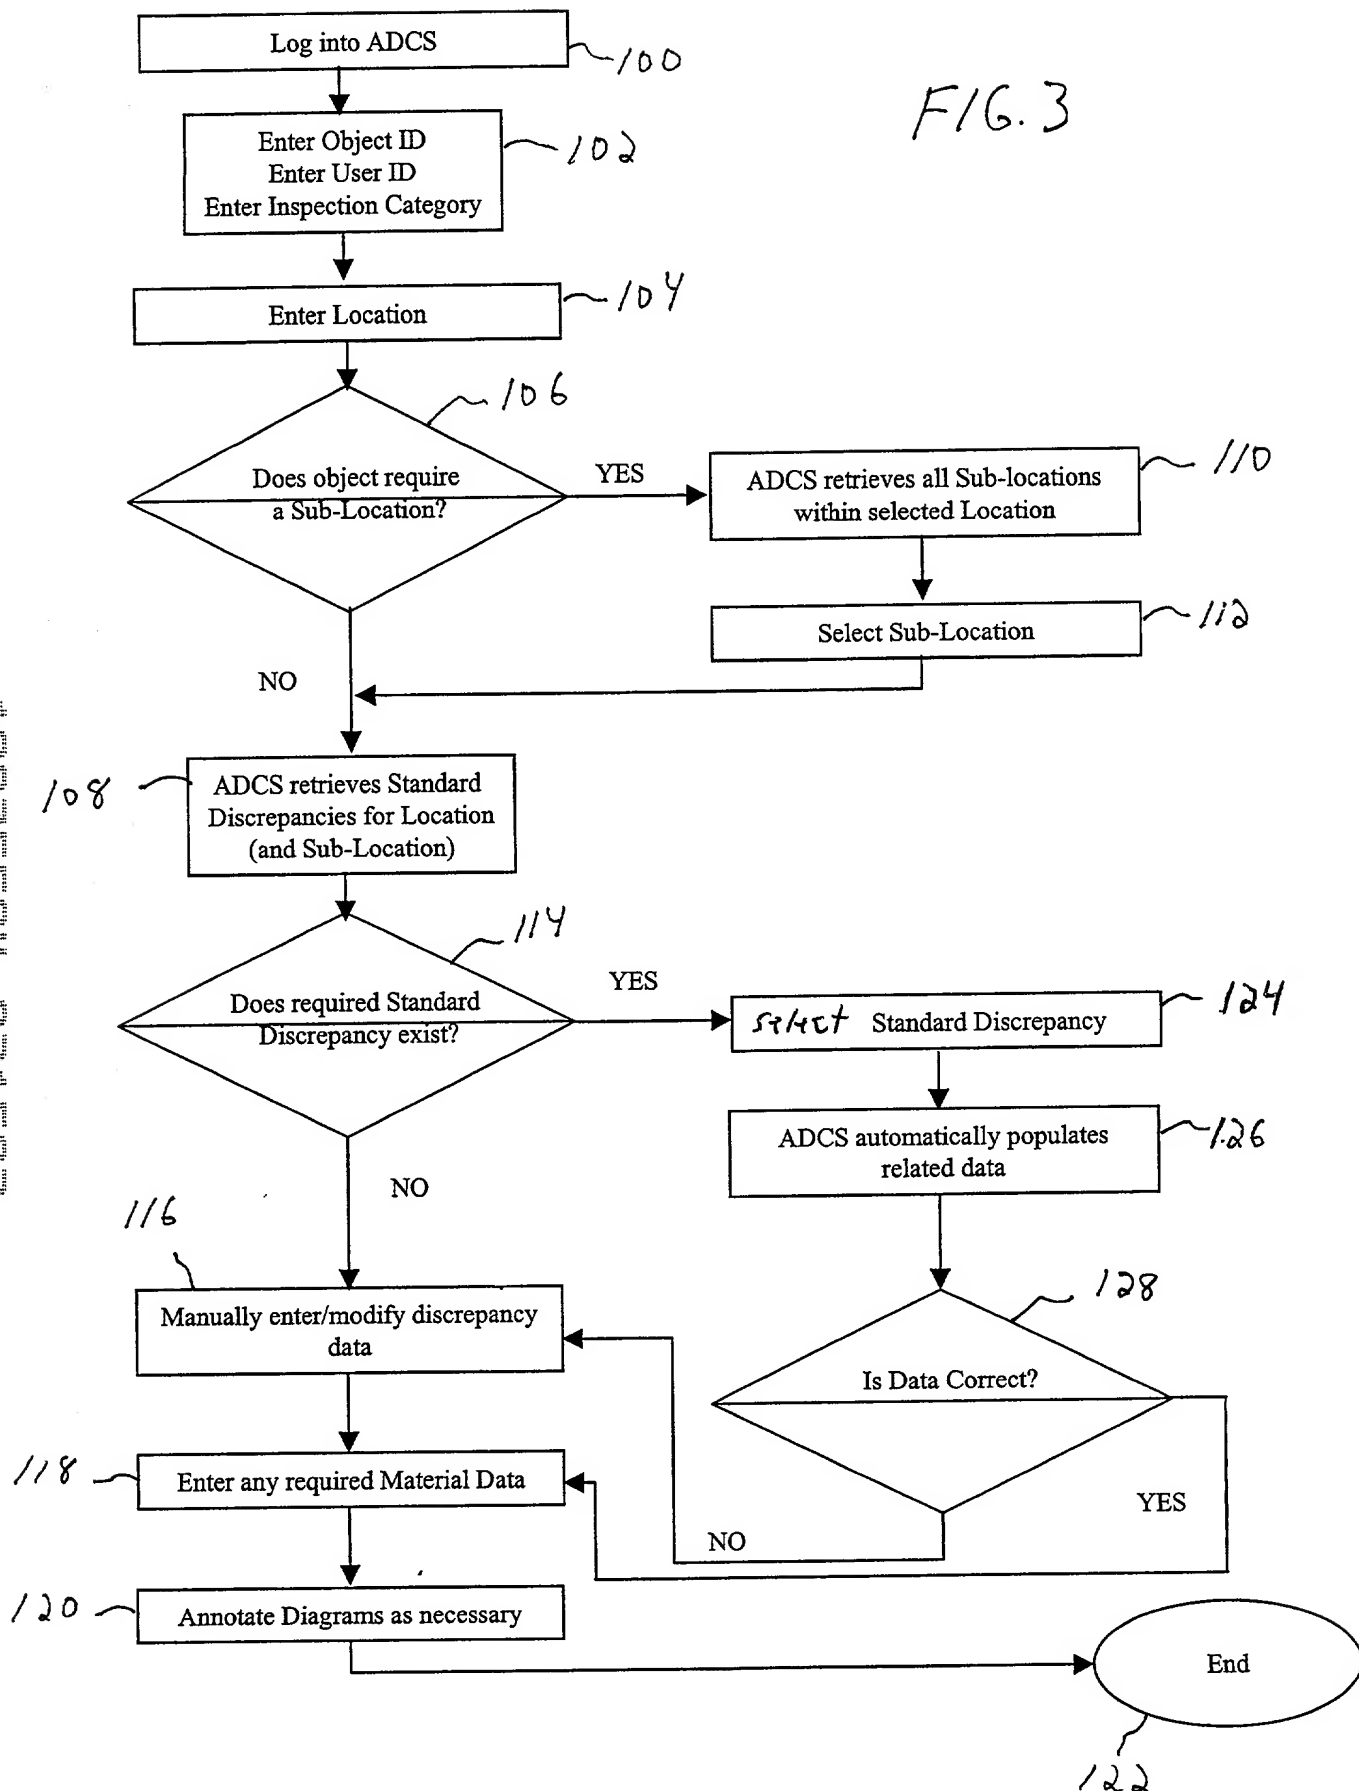 Log into ADCS
100
FIG. 3
Enter Object ID
Enter User ID
Enter Inspection Category
102
Enter Location
104
106
Does object require
a Sub-Location?
YES
ADCS retrieves all Sub-locations
within selected Location
110
Select Sub-Location
112
NO
108
ADCS retrieves Standard
Discrepancies for Location
(and Sub-Location)
114
Does required Standard
Discrepancy exist?
YES
select Standard Discrepancy
124
ADCS automatically populates
related data
126
NO
116
Manually enter/modify discrepancy
data
128
Is Data Correct?
118
Enter any required Material Data
YES
NO
120
Annotate Diagrams as necessary
End
122